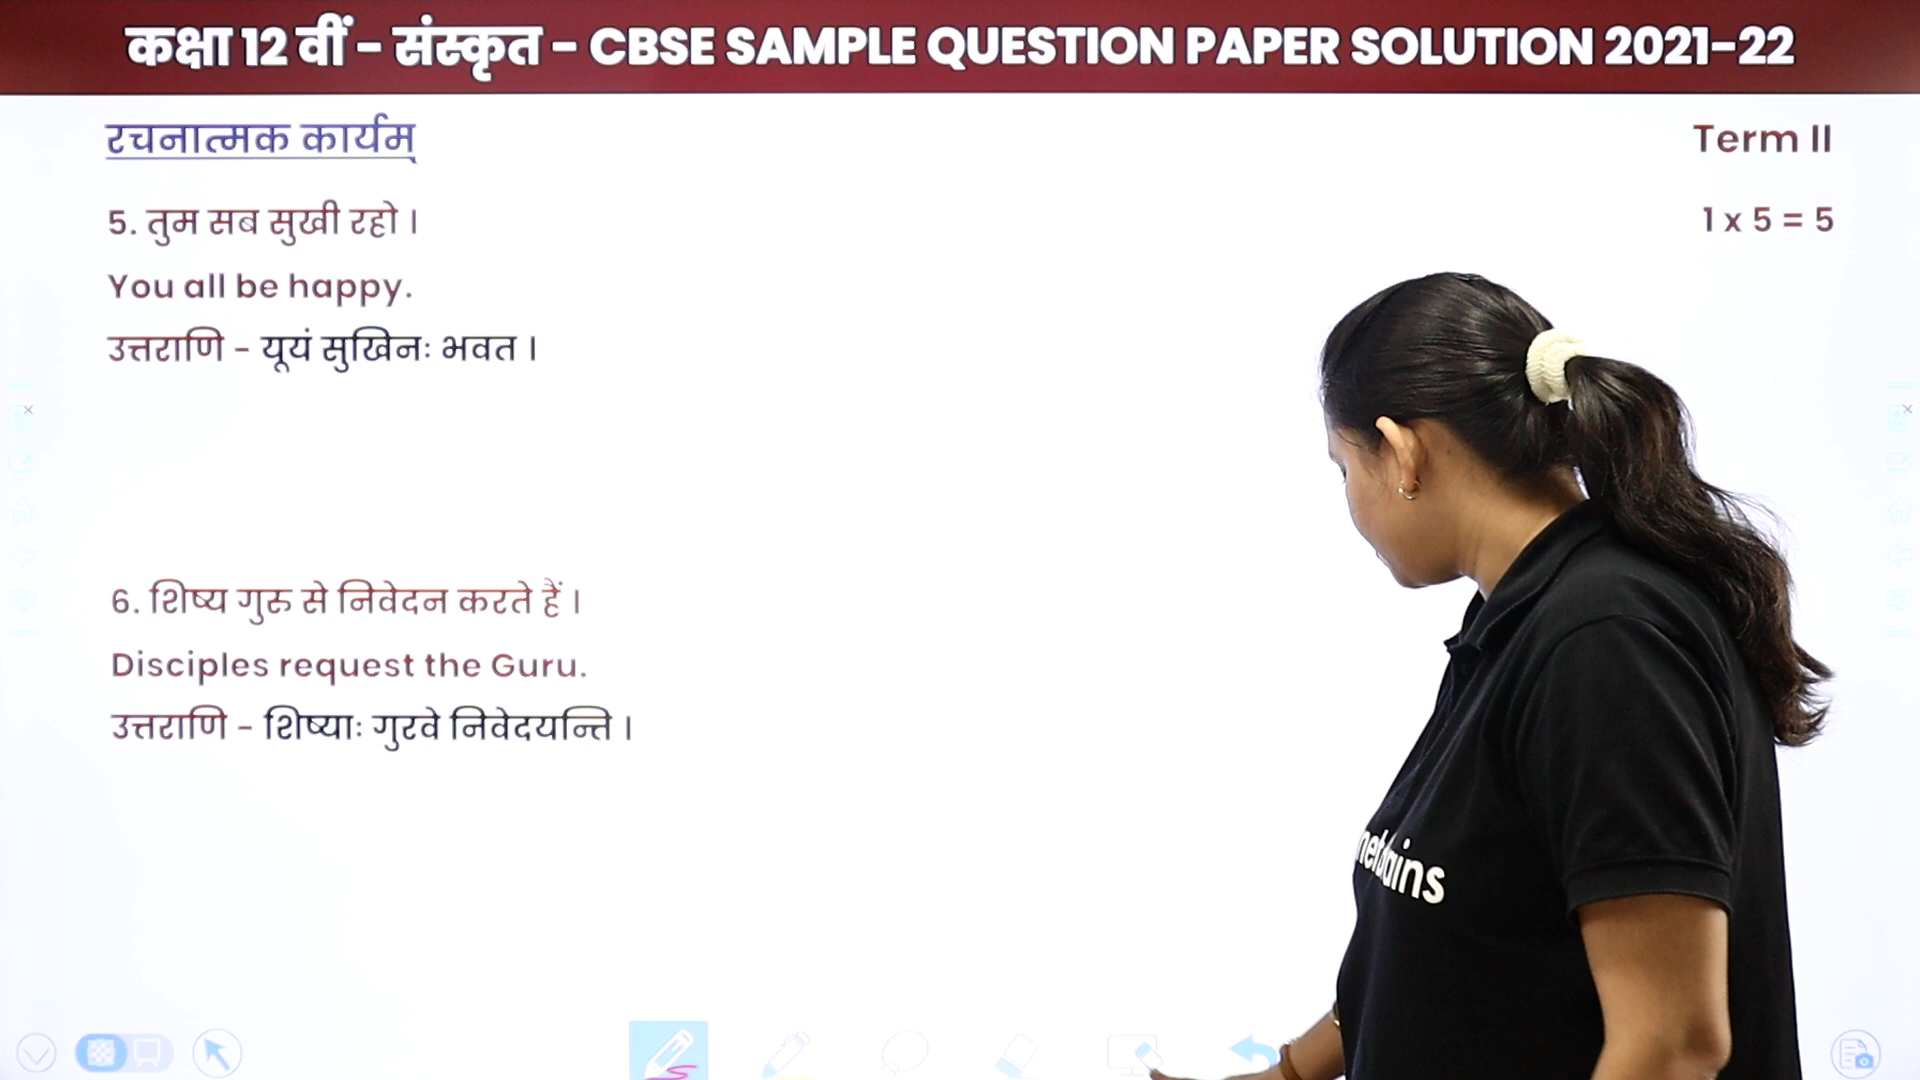 कक्षा 12 वीं - संस्कृत - CBSE SAMPLE QUESTION PAPER SOLUTION 2021-22
रचनात्मक कार्यम्
Term II
5. तुम सब सुखी रहो ।
1 x 5 = 5
You all be happy.
उत्तराणि - यूयं सुखिनः भवत ।
6. शिष्य गुरु से निवेदन करते हैं ।
Disciples request the Guru.
उत्तराणि - शिष्याः गुरवे निवेदयन्ति ।